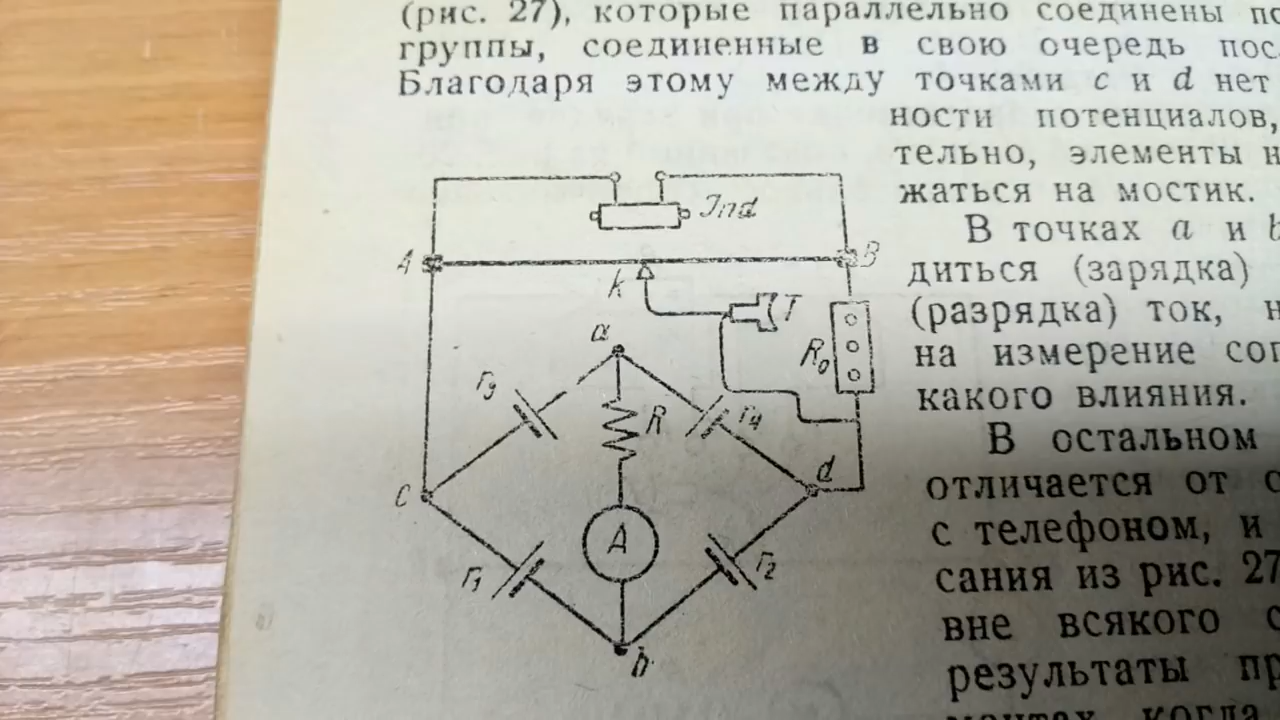 (рис. 27), которые параллельно соединены по
группы, соединенные в свою очередь пос
Благодаря этому между точками c и d нет
ности потенциалов,
тельно, элементы н
жаться на мостик.
В точках a и b
диться (зарядка)
(разрядка) ток, н
на измерение соп
какого влияния.
В остальном
отличается от с
с телефоном, и
сания из рис. 27
вне всякого с
результаты пр
когда
Ind
A
B
k
T
a
R₀
r₃
R
r₄
c
d
A
r₁
r₂
b